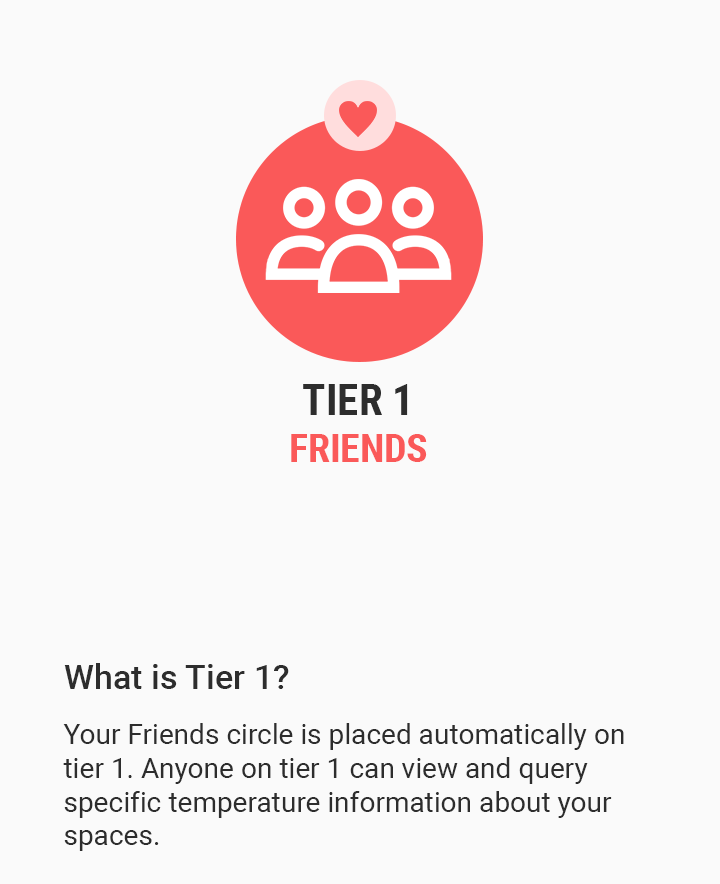 TIER 1
FRIENDS
What is Tier 1?
Your Friends circle is placed automatically on
tier 1. Anyone on tier 1 can view and query
specific temperature information about your
spaces.